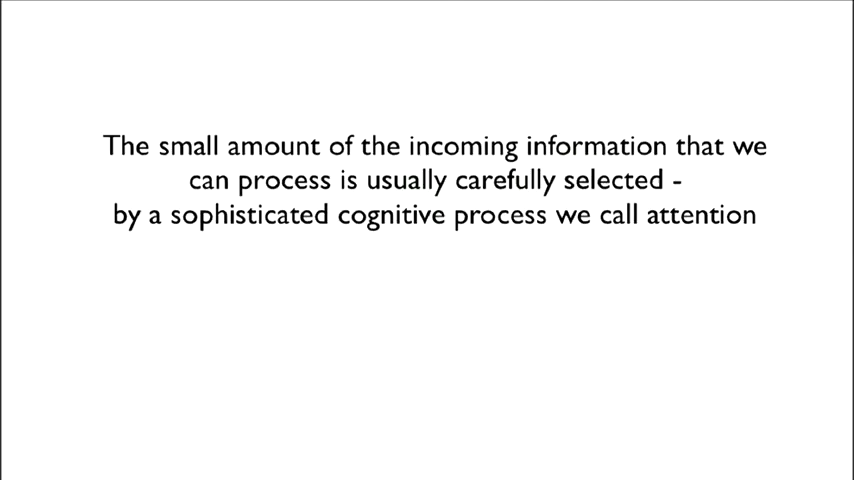 The small amount of the incoming information that we
can process is usually carefully selected -
by a sophisticated cognitive process we call attention